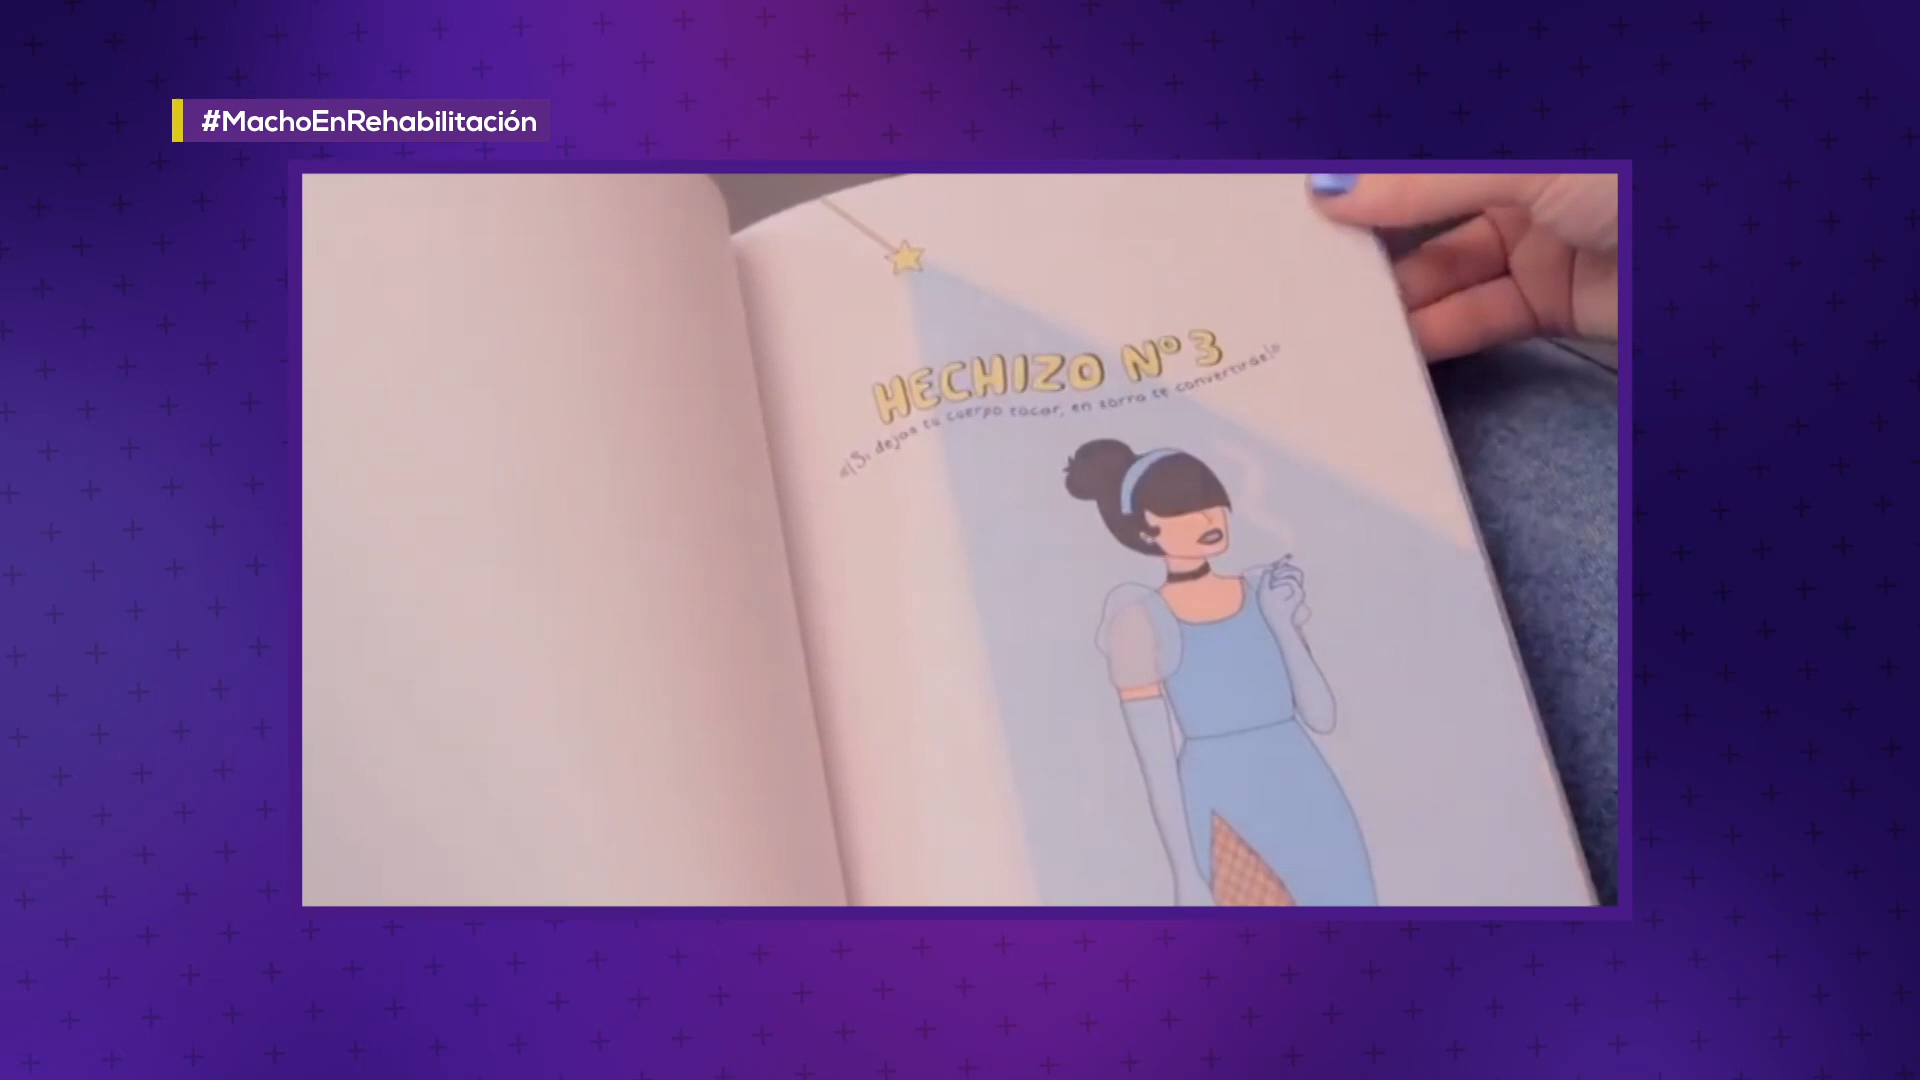 #MachoEnRehabilitación
HECHIZO Nº 3
«¡Si dejas tu cuerpo tocar, en zorra te convertirás!»